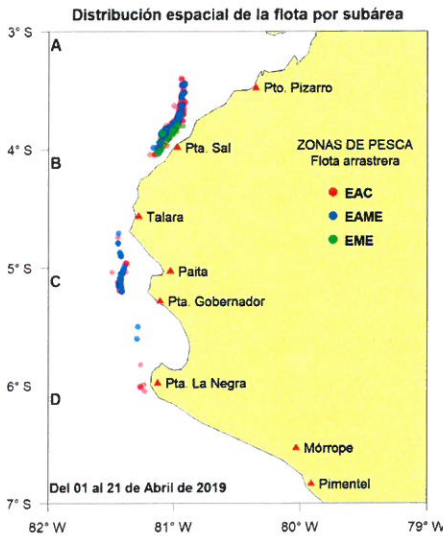 Distribución espacial de la flota por subárea
3° S
A
Pto. Pizarro
ZONAS DE PESCA
Flota arrastrera
4° S
B
Pta. Sal
EAC
EAME
EME
Talara
5° S
C
Paita
Pta. Gobernador
6° S
D
Pta. La Negra
Mórrope
Pimentel
Del 01 al 21 de Abril de 2019
7° S
82° W
81° W
80° W
79° W